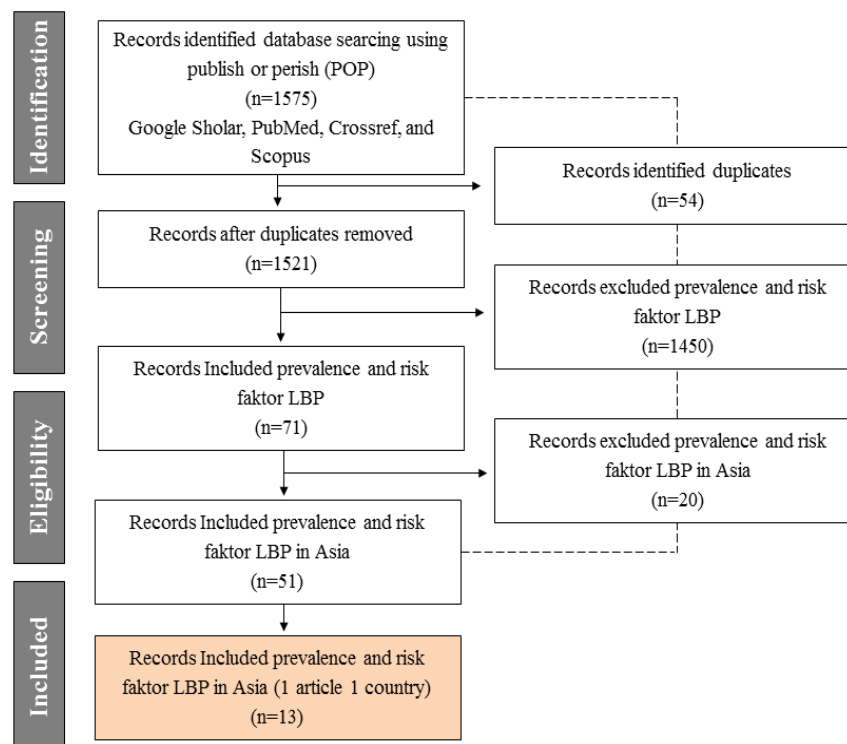 Identification
Records identified database searcing using
publish or perish (POP)
(n=1575)
Google Sholar, PubMed, Crossref, and
Scopus
Records identified duplicates
(n=54)
Screening
Records after duplicates removed
(n=1521)
Records excluded prevalence and risk
faktor LBP
(n=1450)
Records Included prevalence and risk
faktor LBP
(n=71)
Eligibility
Records excluded prevalence and risk
faktor LBP in Asia
(n=20)
Records Included prevalence and risk
faktor LBP in Asia
(n=51)
Included
Records Included prevalence and risk
faktor LBP in Asia (1 article 1 country)
(n=13)